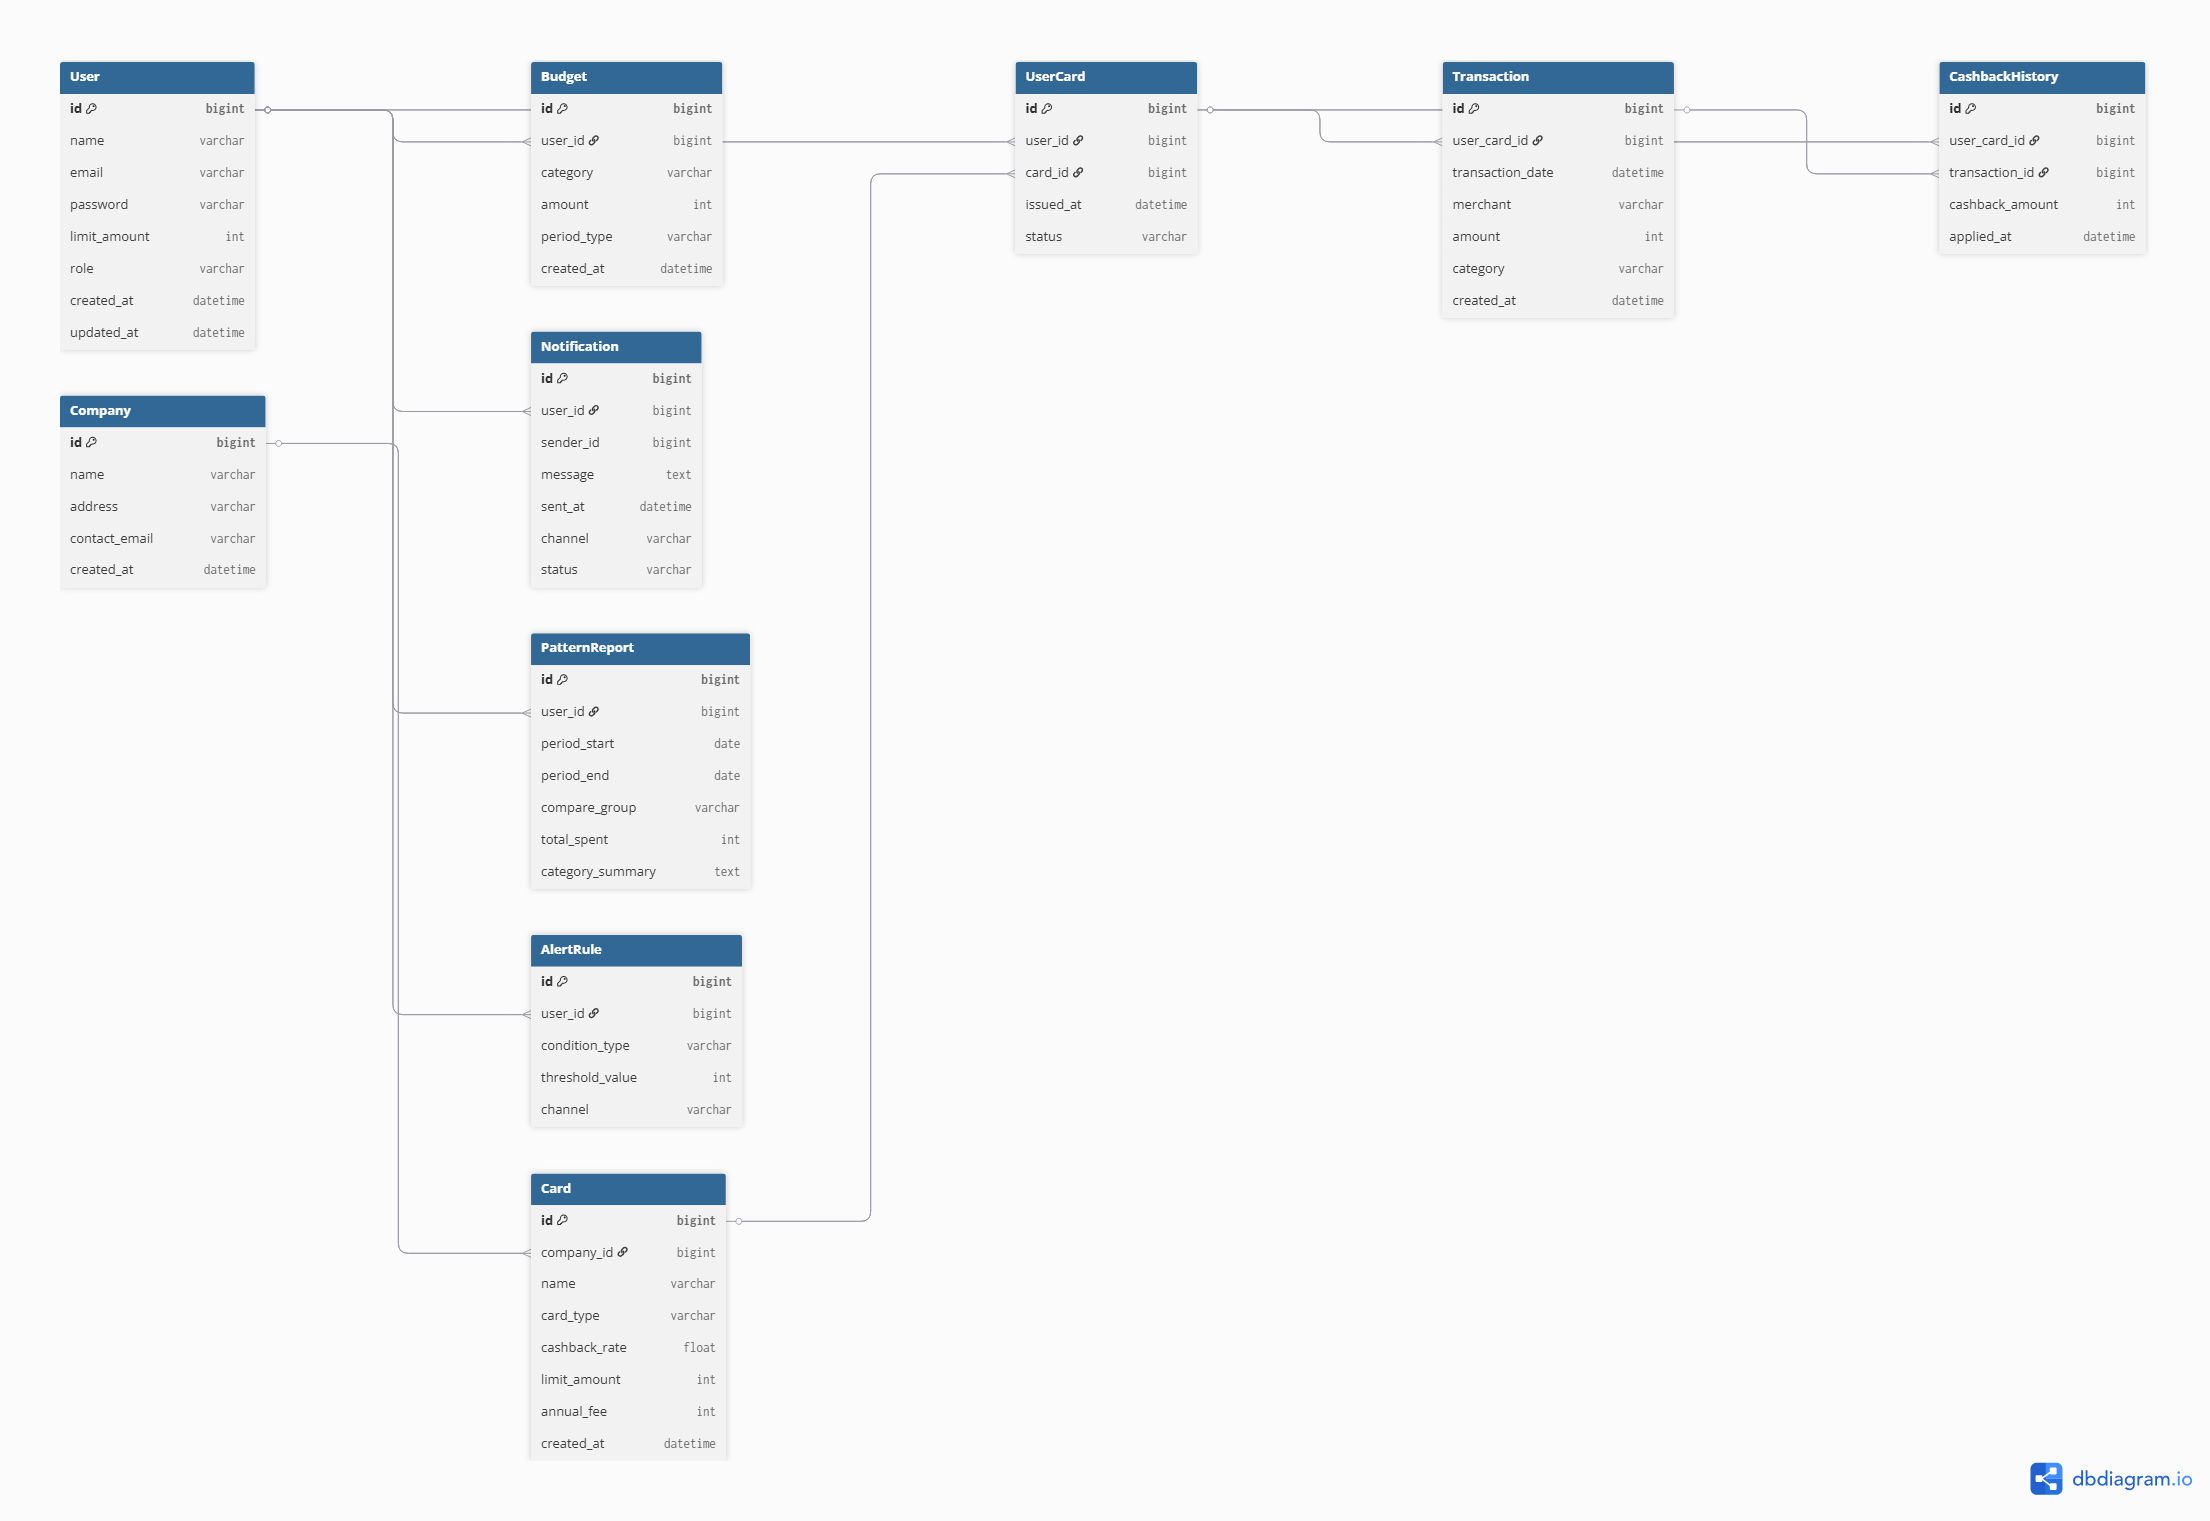 User
id bigint
name varchar
email varchar
password varchar
limit_amount int
role varchar
created_at datetime
updated_at datetime
Company
id bigint
name varchar
address varchar
contact_email varchar
created_at datetime
Budget
id bigint
user_id bigint
category varchar
amount int
period_type varchar
created_at datetime
Notification
id bigint
user_id bigint
sender_id bigint
message text
sent_at datetime
channel varchar
status varchar
PatternReport
id bigint
user_id bigint
period_start date
period_end date
compare_group varchar
total_spent int
category_summary text
AlertRule
id bigint
user_id bigint
condition_type varchar
threshold_value int
channel varchar
Card
id bigint
company_id bigint
name varchar
card_type varchar
cashback_rate float
limit_amount int
annual_fee int
created_at datetime
UserCard
id bigint
user_id bigint
card_id bigint
issued_at datetime
status varchar
Transaction
id bigint
user_card_id bigint
transaction_date datetime
merchant varchar
amount int
category varchar
created_at datetime
CashbackHistory
id bigint
user_card_id bigint
transaction_id bigint
cashback_amount int
applied_at datetime
dbdiagram.io